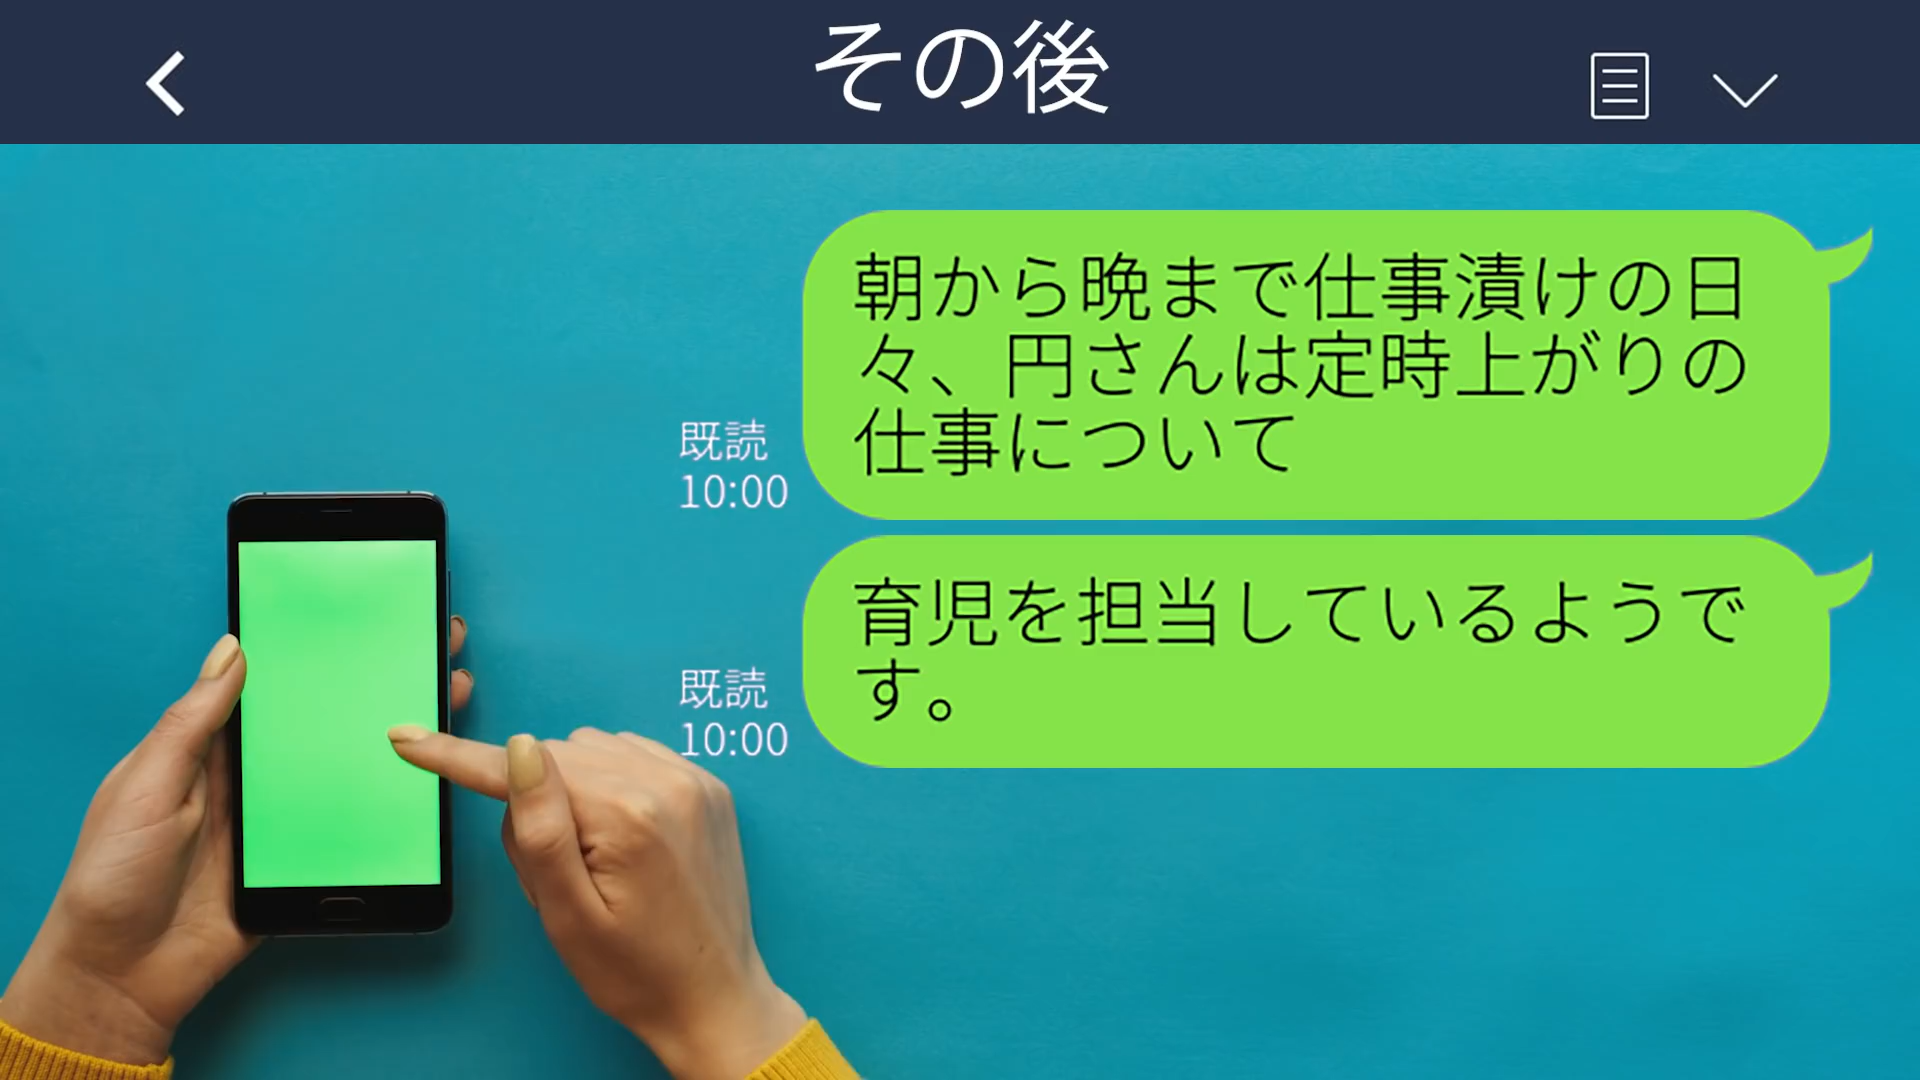 その後
朝から晩まで仕事漬けの日
々、円さんは定時上がりの
仕事について
既読
10:00
育児を担当しているようで
す。
既読
10:00